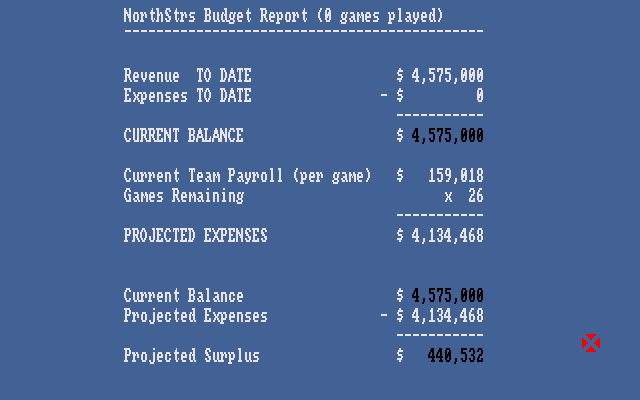 NorthStrs Budget Report (0 games played)
---------------------------------------------
Revenue  TO DATE                  $ 4,575,000
Expenses TO DATE                - $         0
                                  -----------
CURRENT BALANCE                   $ 4,575,000
Current Team Payroll (per game)   $   159,018
Games Remaining                         x  26
                                  -----------
PROJECTED EXPENSES                $ 4,134,468
Current Balance                   $ 4,575,000
Projected Expenses              - $ 4,134,468
                                  -----------
Projected Surplus                 $   440,532